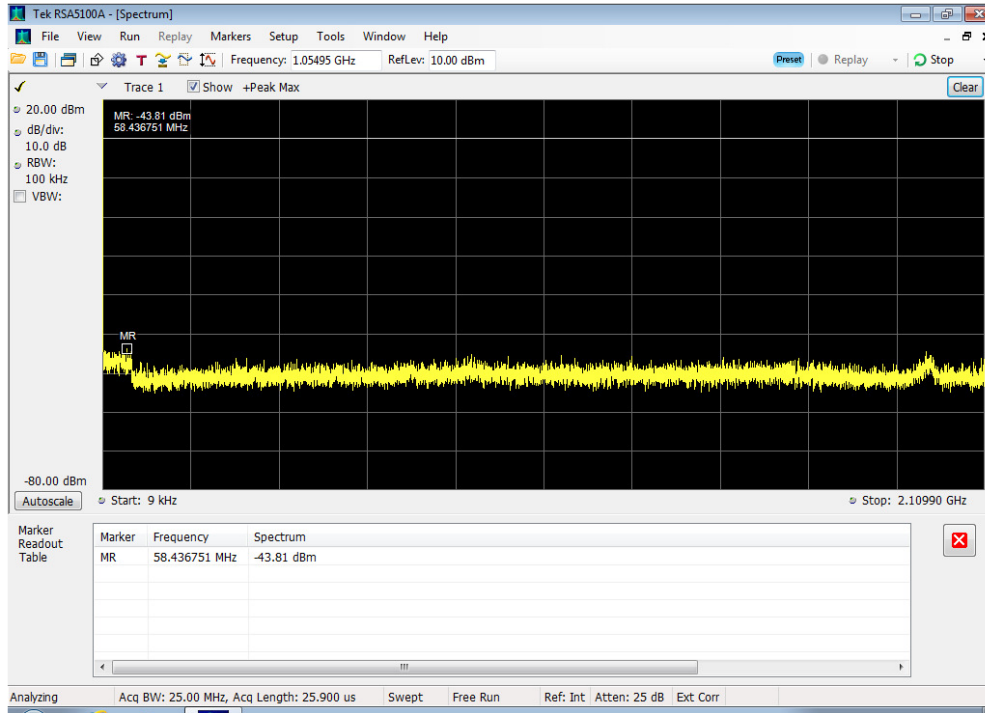 Tek RSA5100A - [Spectrum]
File View Run Replay Markers Setup Tools Window Help
T Frequency: 1.05495 GHz RefLev: 10.00 dBm Preset Replay Stop
Trace 1 Show +Peak Max Clear
20.00 dBm
dB/div:
10.0 dB
RBW:
100 kHz
VBW:
MR: -43.81 dBm
58.436751 MHz
MR
-80.00 dBm
Autoscale Start: 9 kHz Stop: 2.10990 GHz
Marker
Readout
Table
Marker Frequency Spectrum
MR 58.436751 MHz -43.81 dBm
Analyzing Acq BW: 25.00 MHz, Acq Length: 25.900 us Swept Free Run Ref: Int Atten: 25 dB Ext Corr